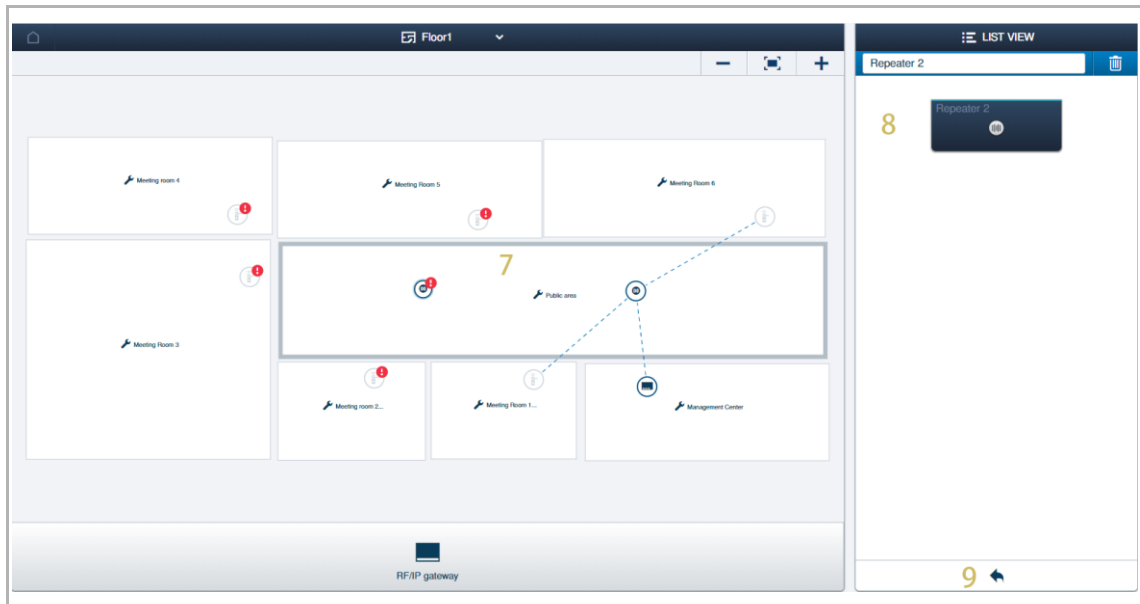 Floor1
LIST VIEW
Repeater 2
8
Repeater 2
Meeting room 4
Meeting Room 5
Meeting Room 6
7
Public area
Meeting Room 3
Meeting room 2...
Meeting Room 1...
Management Center
RF/IP gateway
9